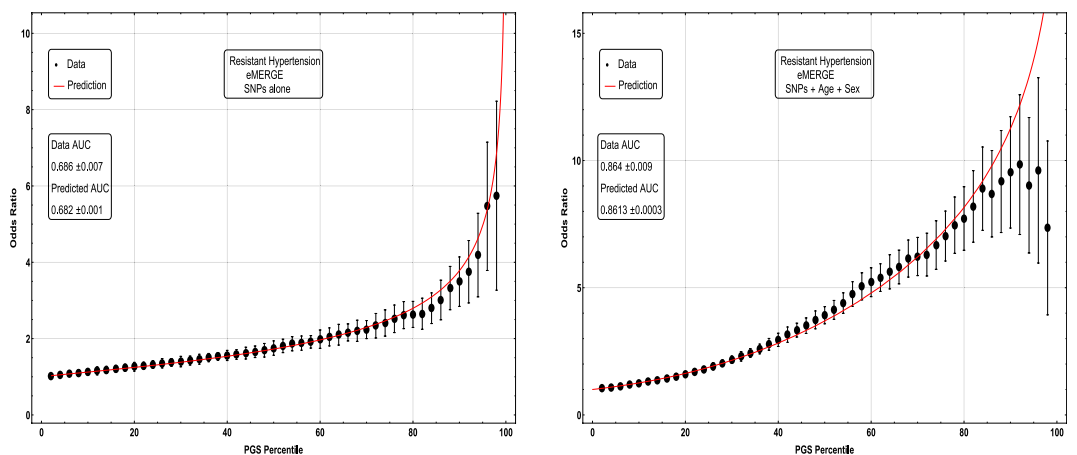 10
8
6
4
2
0
Odds Ratio
Data
Prediction
Resistant Hypertension
eMERGE
SNPs alone
Data AUC
0.686 ±0.007
Predicted AUC
0.682 ±0.001
0 20 40 60 80 100
PGS Percentile
15
10
5
0
Odds Ratio
Data
Prediction
Resistant Hypertension
eMERGE
SNPs + Age + Sex
Data AUC
0.864 ±0.009
Predicted AUC
0.8613 ±0.0003
0 20 40 60 80 100
PGS Percentile